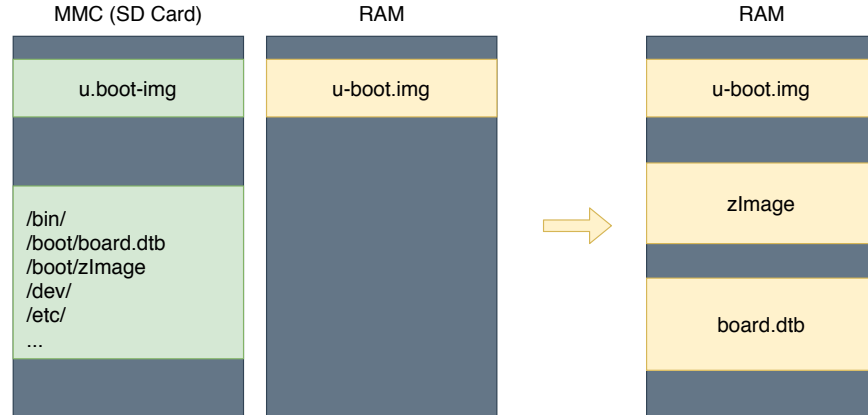 MMC (SD Card)
RAM
RAM
u.boot-img
u-boot.img
u-boot.img
/bin/
/boot/board.dtb
/boot/zImage
/dev/
/etc/
...
zImage
board.dtb